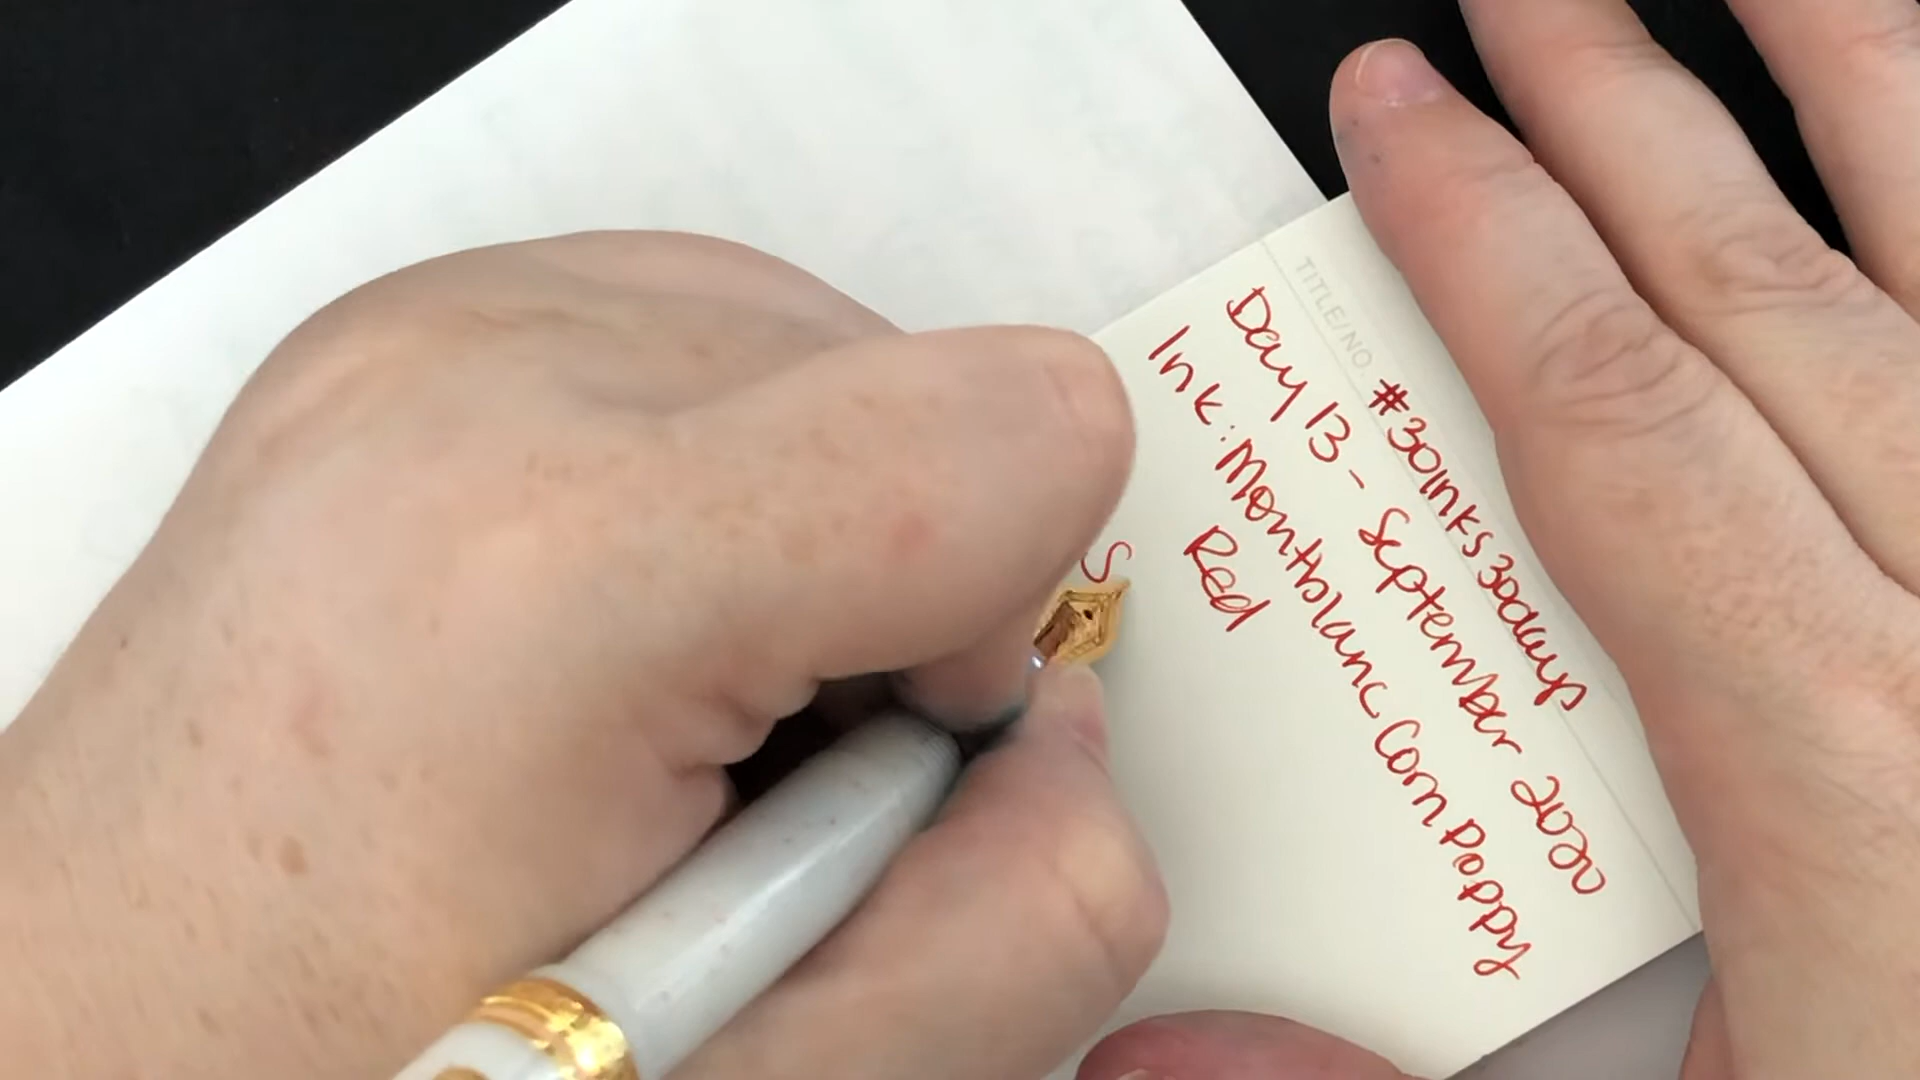 TITLE/NO. #30inks30days
Day 13 - September 2020
Ink: Montblanc Corn Poppy
Red
S